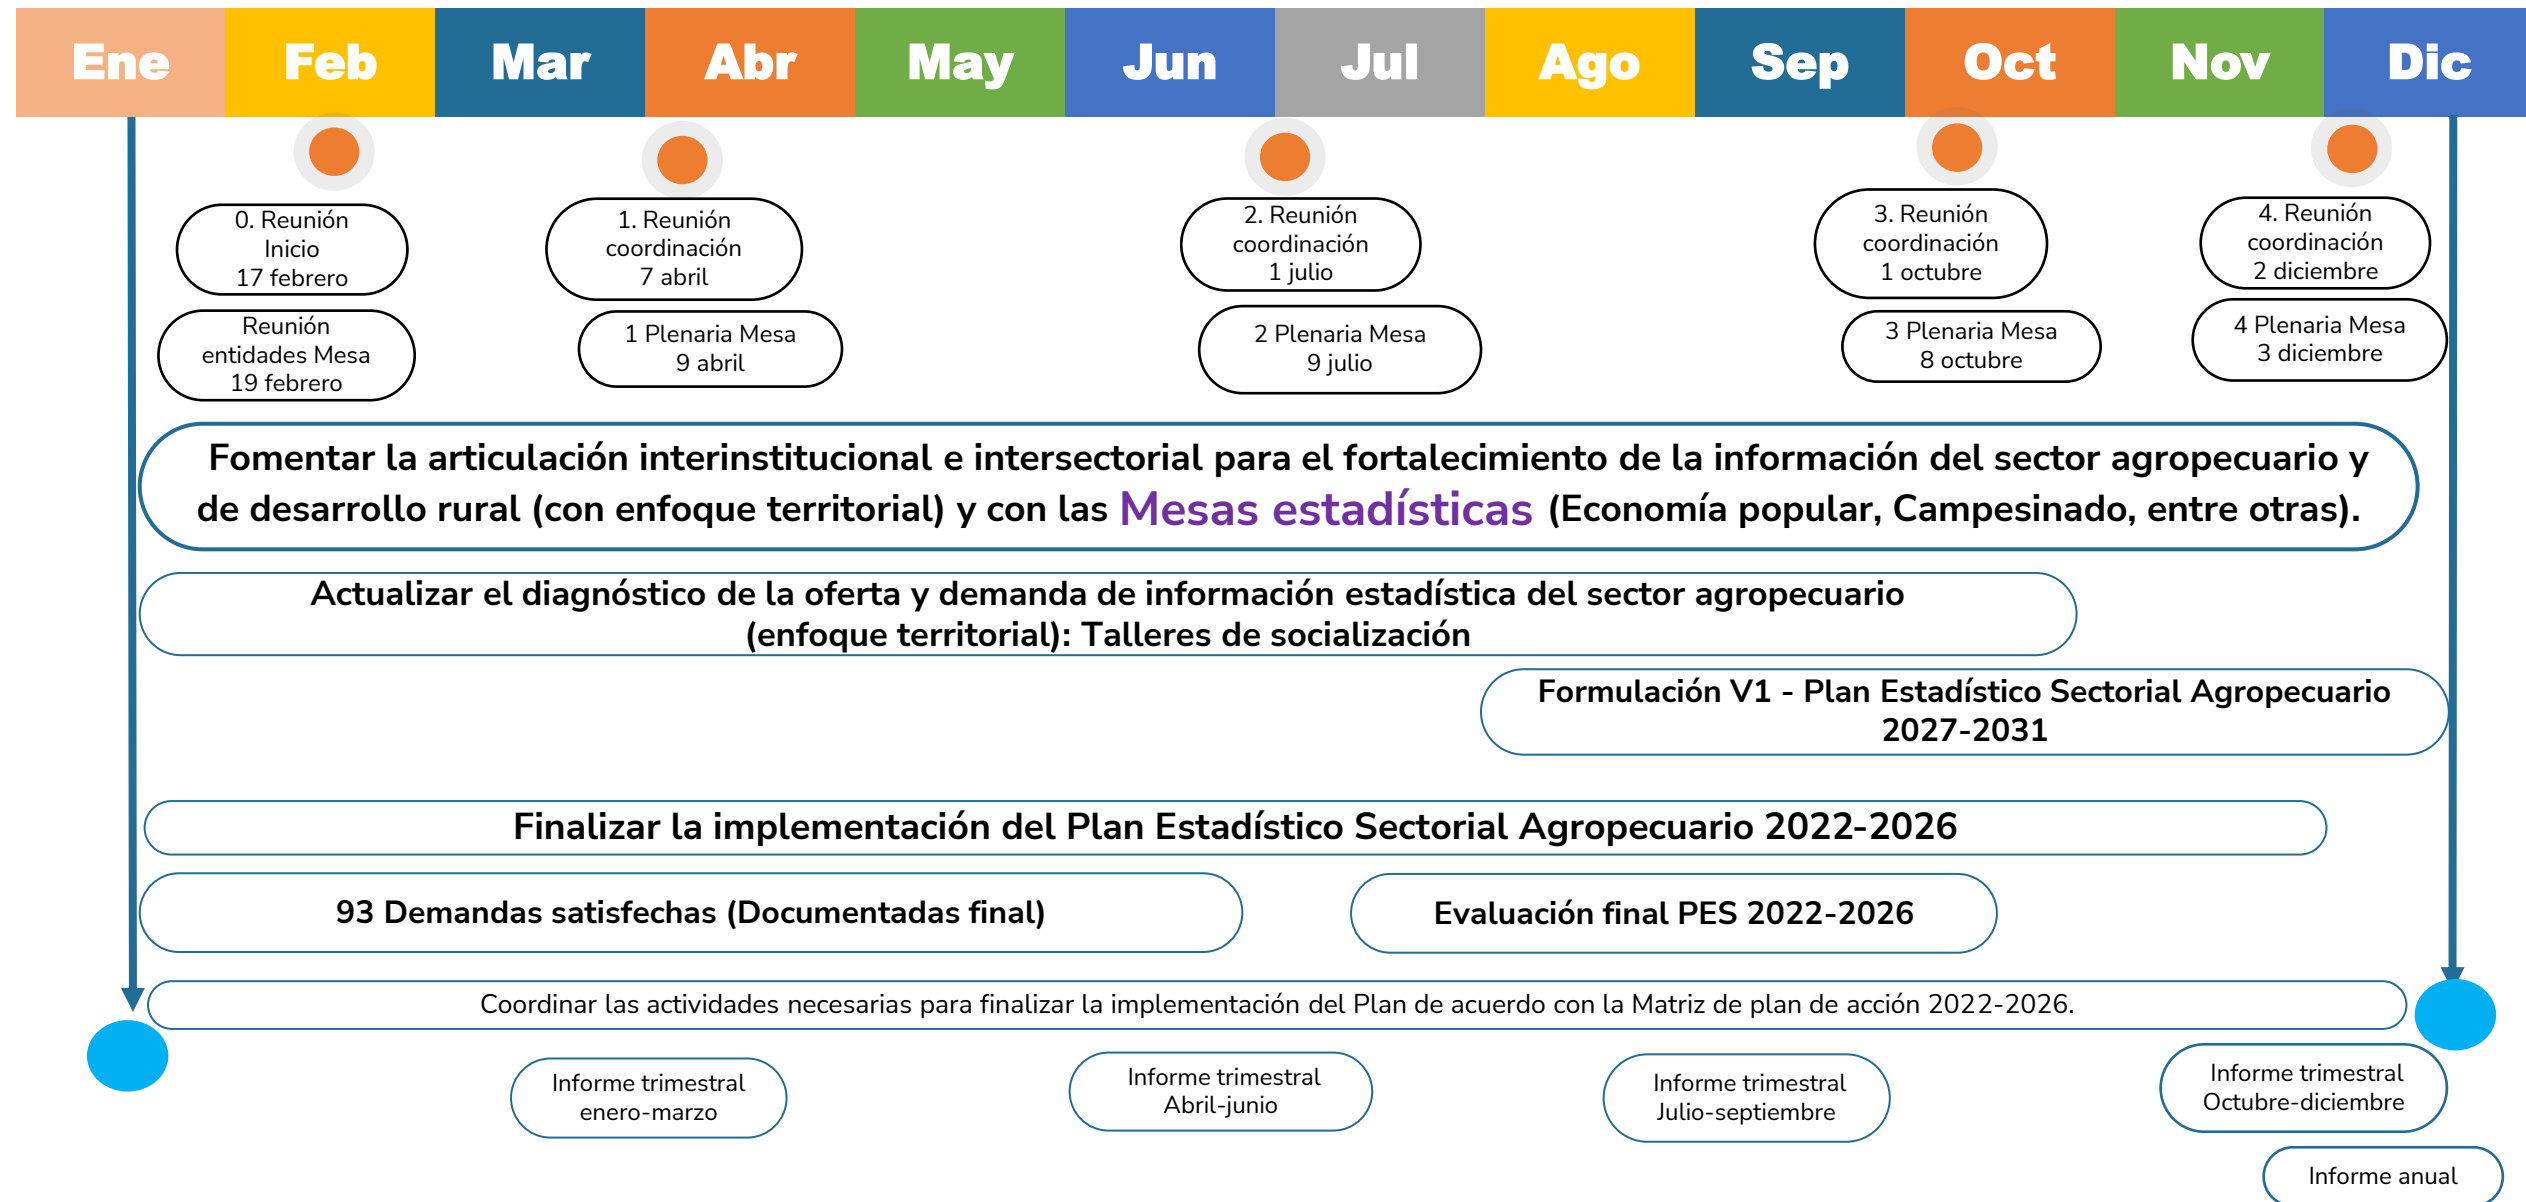 Ene
Feb
Mar
Abr
May
Jun
Jul
Ago
Sep
Oct
Nov
Dic
0. Reunión
Inicio
17 febrero
1. Reunión
coordinación
7 abril
2. Reunión
coordinación
1 julio
3. Reunión
coordinación
1 octubre
4. Reunión
coordinación
2 diciembre
Reunión
entidades Mesa
19 febrero
1 Plenaria Mesa
9 abril
2 Plenaria Mesa
9 julio
3 Plenaria Mesa
8 octubre
4 Plenaria Mesa
3 diciembre
Fomentar la articulación interinstitucional e intersectorial para el fortalecimiento de la información del sector agropecuario y
de desarrollo rural (con enfoque territorial) y con las Mesas estadísticas (Economía popular, Campesinado, entre otras).
Actualizar el diagnóstico de la oferta y demanda de información estadística del sector agropecuario
(enfoque territorial): Talleres de socialización
Formulación V1 - Plan Estadístico Sectorial Agropecuario
2027-2031
Finalizar la implementación del Plan Estadístico Sectorial Agropecuario 2022-2026
93 Demandas satisfechas (Documentadas final)
Evaluación final PES 2022-2026
Coordinar las actividades necesarias para finalizar la implementación del Plan de acuerdo con la Matriz de plan de acción 2022-2026.
Informe trimestral
enero-marzo
Informe trimestral
Abril-junio
Informe trimestral
Julio-septiembre
Informe trimestral
Octubre-diciembre
Informe anual